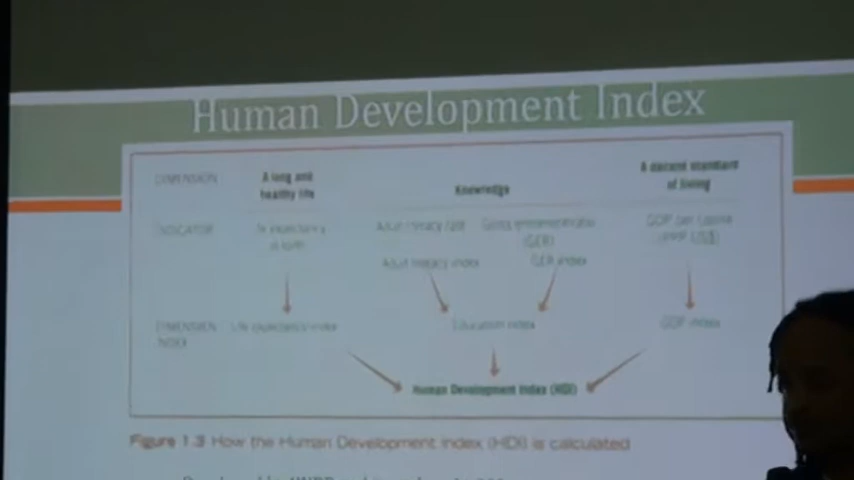 Human Development Index
DIMENSION A long and healthy life Knowledge A decent standard of living
INDICATOR Life expectancy at birth Adult literacy rate Gross enrolment ratio (GER) GDP per capita (PPP US$)
Adult literacy index GER index
DIMENSION INDEX Life expectancy index Education index GDP index
Human Development Index (HDI)
Figure 1.3 How the Human Development Index (HDI) is calculated